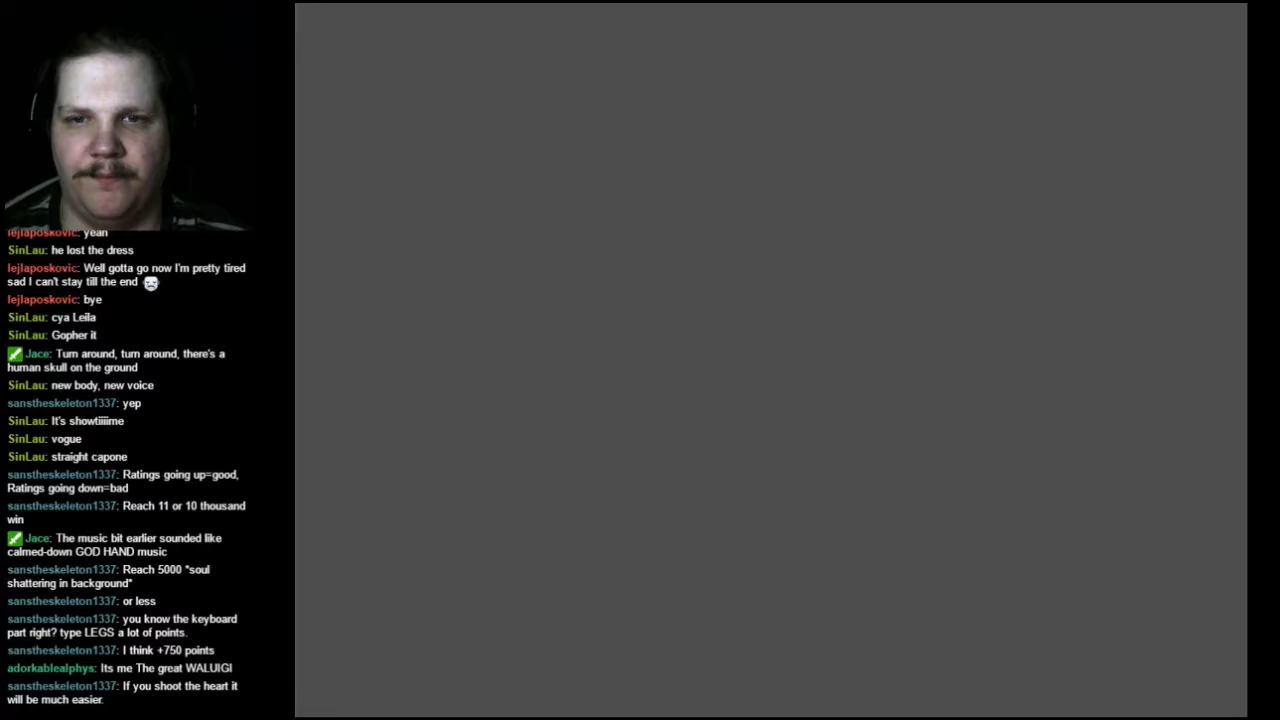 lejlaposkovic: yeah
SinLau: he lost the dress
lejlaposkovic: Well gotta go now I'm pretty tired
sad I can't stay till the end
lejlaposkovic: bye
SinLau: cya Leila
SinLau: Gopher it
Jace: Turn around, turn around, there's a
human skull on the ground
SinLau: new body, new voice
sanstheskeleton1337: yep
SinLau: It's showtiiiime
SinLau: vogue
SinLau: straight capone
sanstheskeleton1337: Ratings going up=good,
Ratings going down=bad
sanstheskeleton1337: Reach 11 or 10 thousand
win
Jace: The music bit earlier sounded like
calmed-down GOD HAND music
sanstheskeleton1337: Reach 5000 *soul
shattering in background*
sanstheskeleton1337: or less
sanstheskeleton1337: you know the keyboard
part right? type LEGS a lot of points.
sanstheskeleton1337: I think +750 points
adorkablealphys: Its me The great WALUIGI
sanstheskeleton1337: If you shoot the heart it
will be much easier.